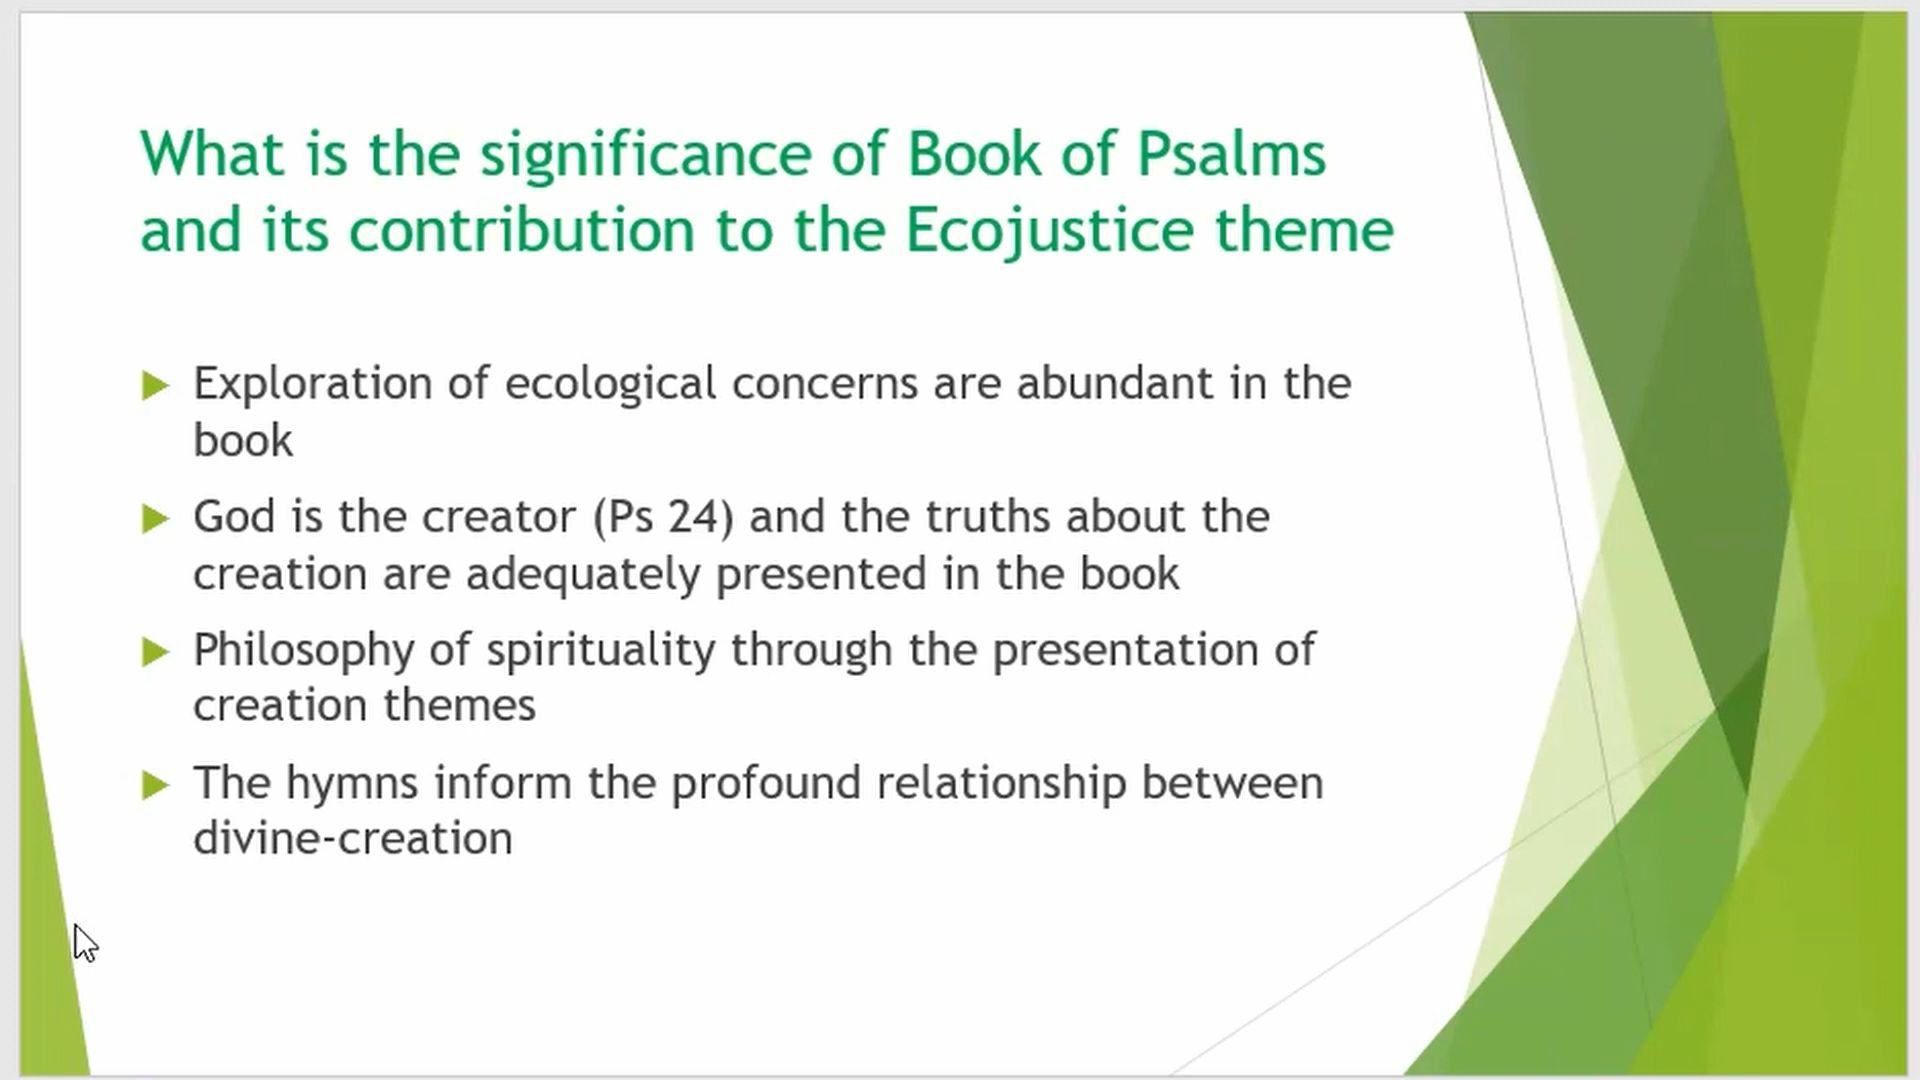 What is the significance of Book of Psalms
and its contribution to the Ecojustice theme
Exploration of ecological concerns are abundant in the
book
God is the creator (Ps 24) and the truths about the
creation are adequately presented in the book
Philosophy of spirituality through the presentation of
creation themes
The hymns inform the profound relationship between
divine-creation